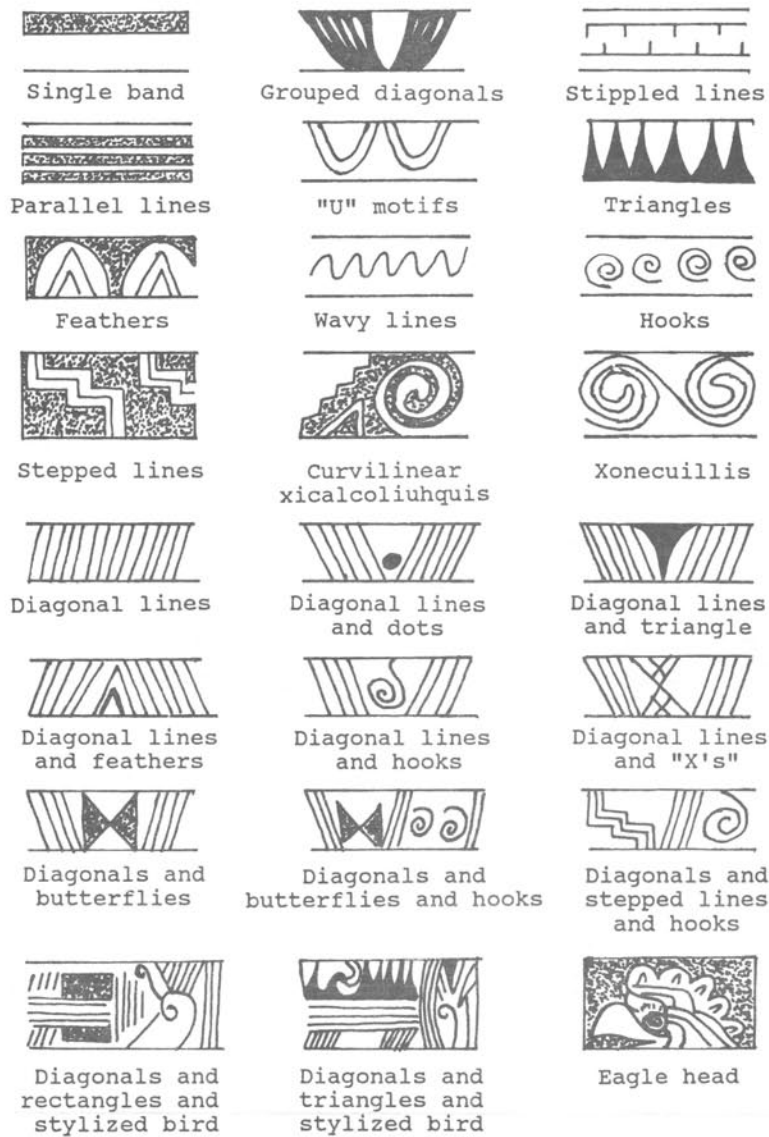 Single band
Grouped diagonals
Stippled lines
Parallel lines
"U" motifs
Triangles
Feathers
Wavy lines
Hooks
Stepped lines
Curvilinear
xicalcoliuhquis
Xonecuillis
Diagonal lines
Diagonal lines
and dots
Diagonal lines
and triangle
Diagonal lines
and feathers
Diagonal lines
and hooks
Diagonal lines
and "X's"
Diagonals and
butterflies
Diagonals and
butterflies and hooks
Diagonals and
stepped lines
and hooks
Diagonals and
rectangles and
stylized bird
Diagonals and
triangles and
stylized bird
Eagle head